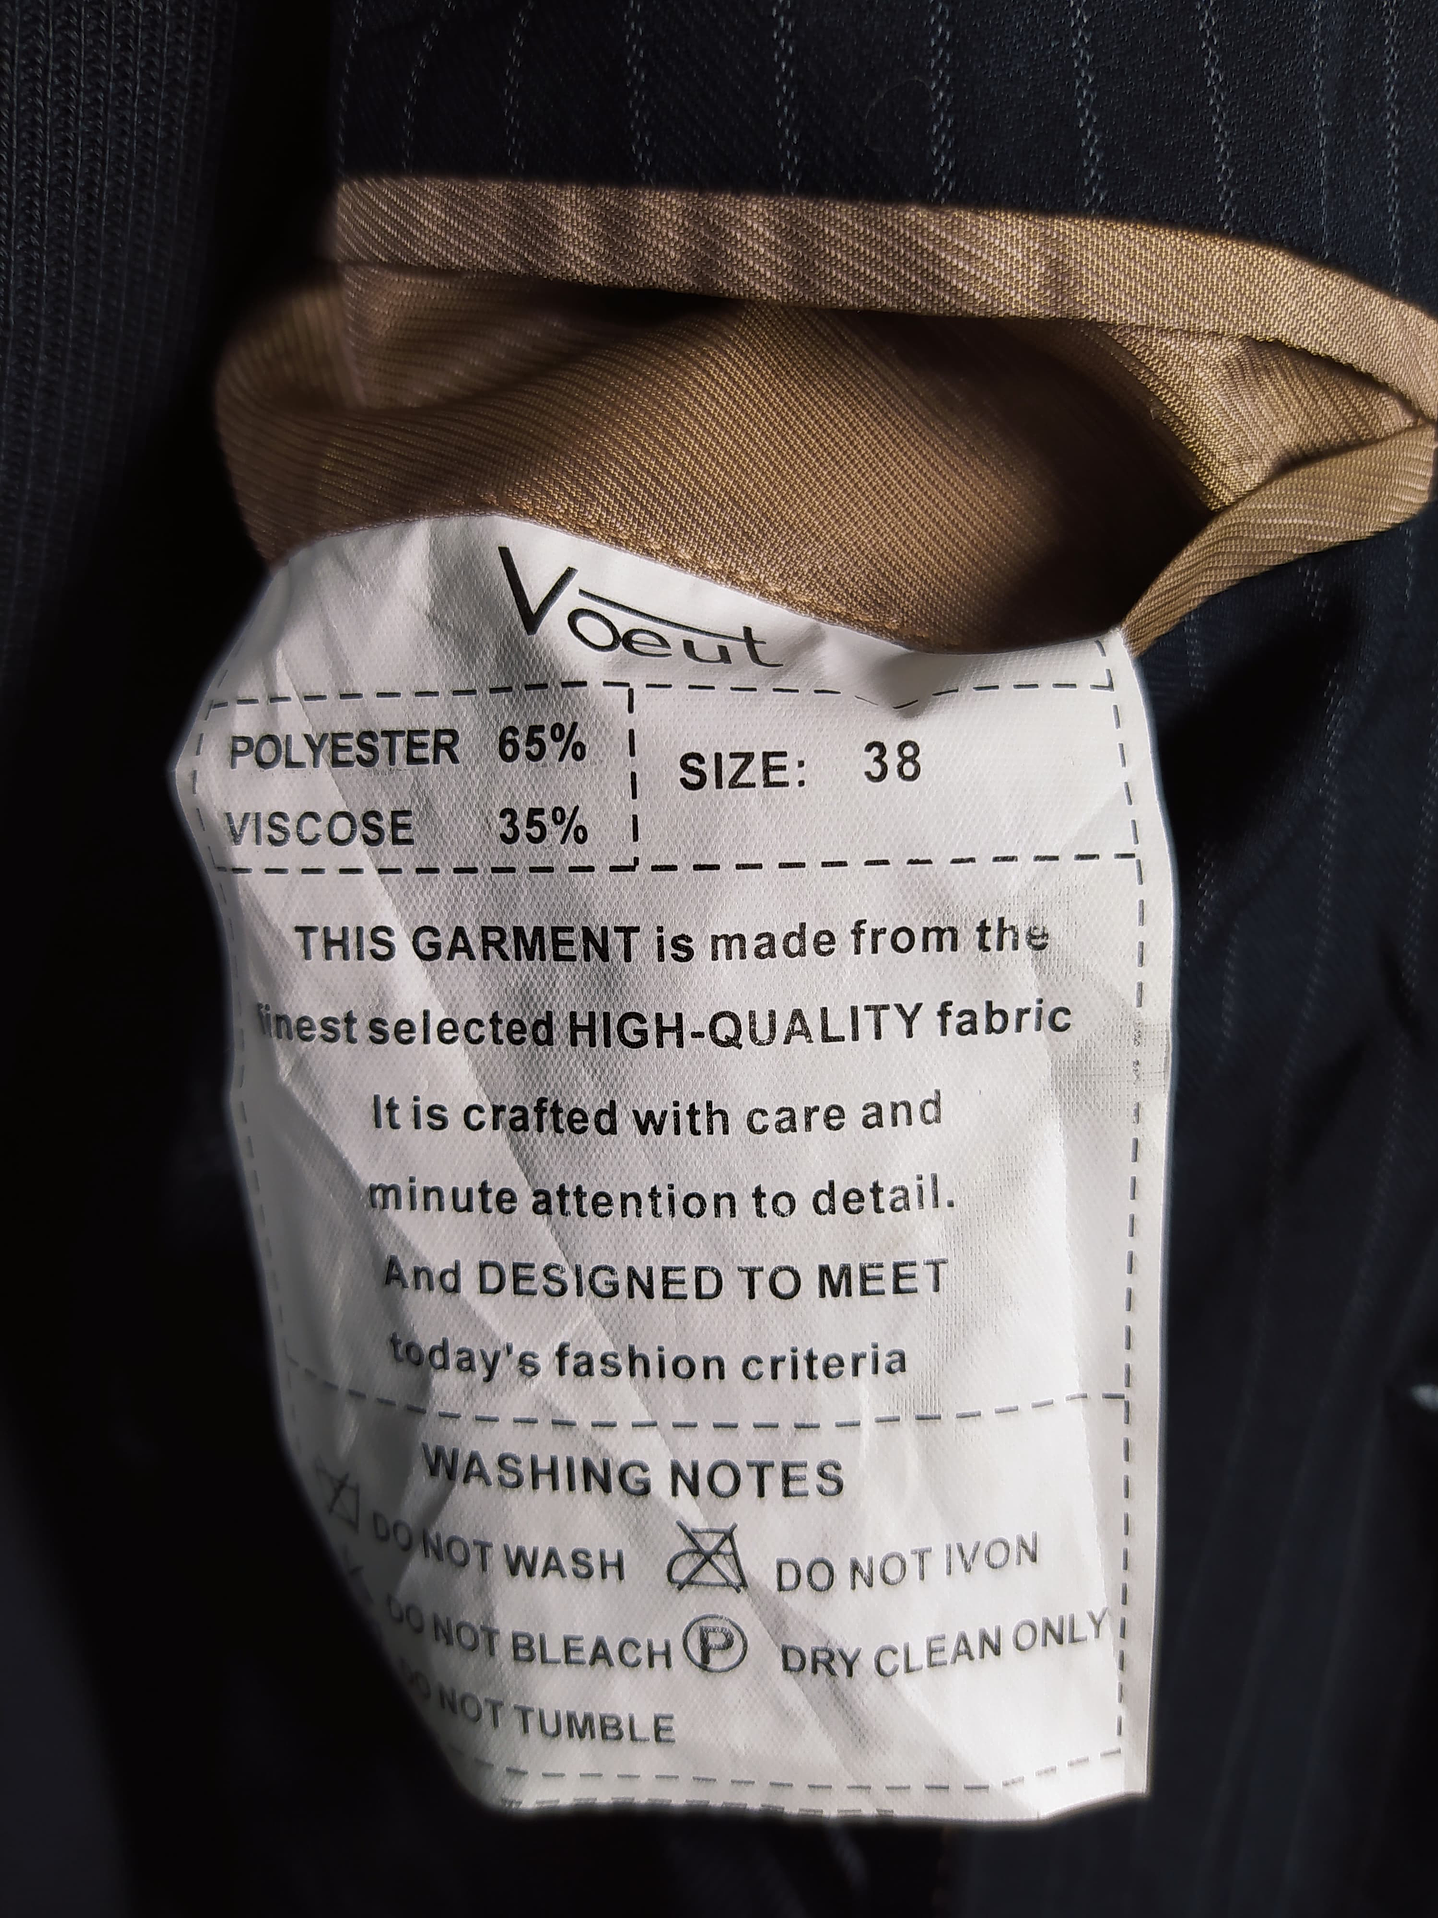 Voeut
POLYESTER 65%
VISCOSE 35%
SIZE: 38
THIS GARMENT is made from the
finest selected HIGH-QUALITY fabric
It is crafted with care and
minute attention to detail.
And DESIGNED TO MEET
today's fashion criteria
WASHING NOTES
DO NOT WASH DO NOT IVON
DO NOT BLEACH P DRY CLEAN ONLY
DO NOT TUMBLE